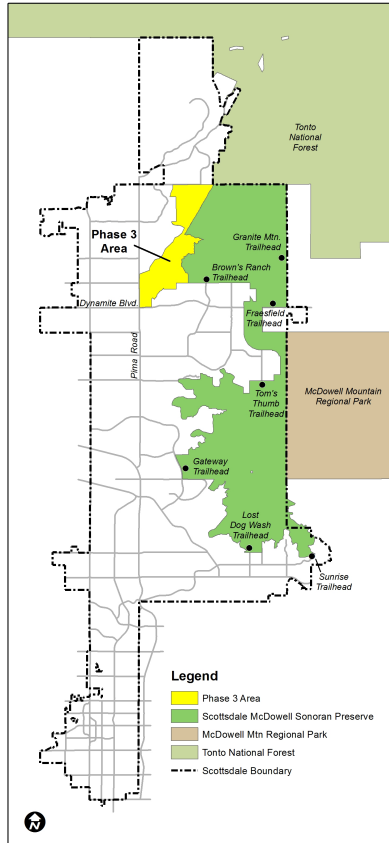 Tonto
National
Forest
Phase 3
Area
Granite Mtn.
Trailhead
Brown's Ranch
Trailhead
Dynamite Blvd.
Fraesfield
Trailhead
Pima Road
McDowell Mountain
Regional Park
Tom's
Thumb
Trailhead
Gateway
Trailhead
Lost
Dog Wash
Trailhead
Sunrise
Trailhead
Legend
Phase 3 Area
Scottsdale McDowell Sonoran Preserve
McDowell Mtn Regional Park
Tonto National Forest
Scottsdale Boundary
N